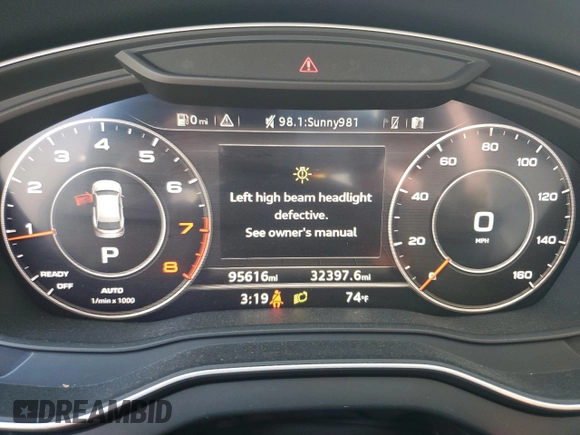 0 mi 98.1:Sunny981
Left high beam headlight
defective.
See owner's manual
1 2 3 4 5 6 7 8
P
READY
OFF
AUTO
1/min x 1000
20 40 60 80 100 120 140 160
0
MPH
95616mi 32397.6mi
3:19 74°F
DREAMBID